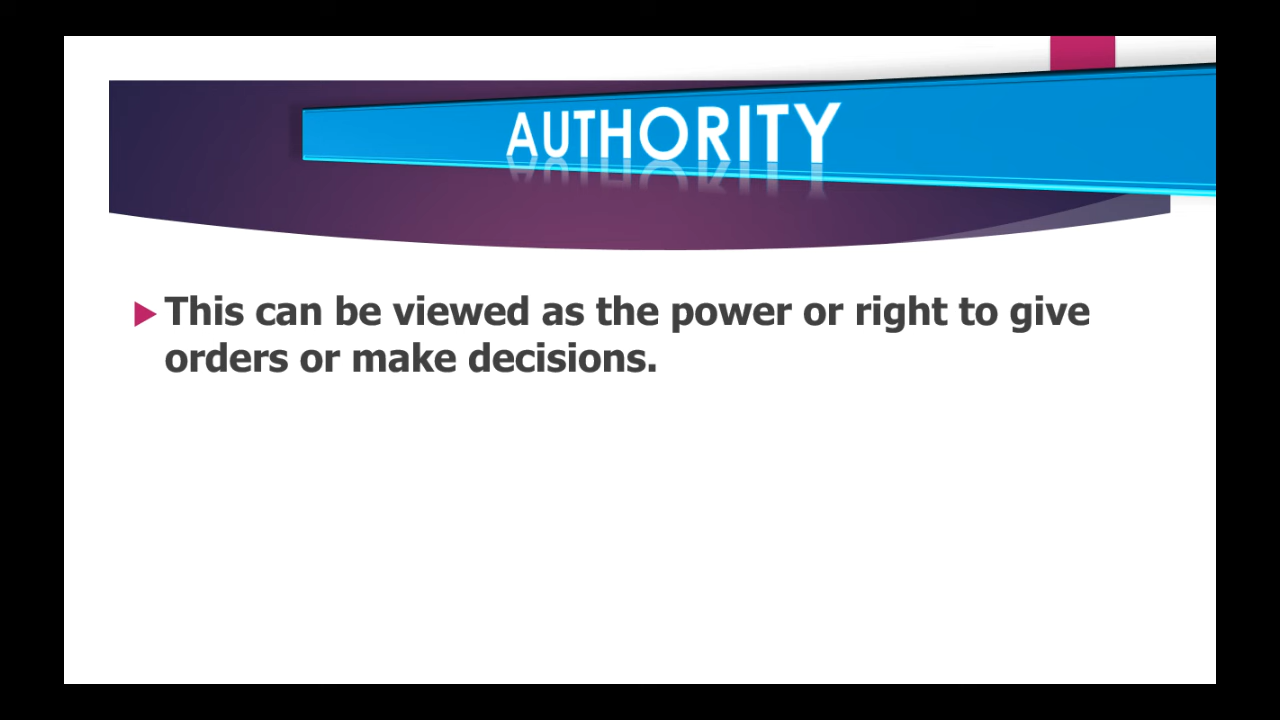 AUTHORITY
This can be viewed as the power or right to give
orders or make decisions.